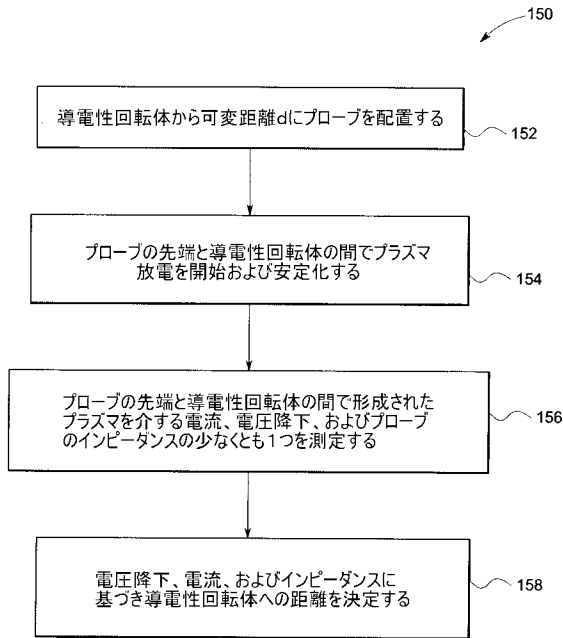 150
導電性回転体から可変距離dにプローブを配置する
152
プローブの先端と導電性回転体の間でプラズマ
放電を開始および安定化する
154
プローブの先端と導電性回転体の間で形成された
プラズマを介する電流、電圧降下、およびプローブ
のインピーダンスの少なくとも1つを測定する
156
電圧降下、電流、およびインピーダンスに
基づき導電性回転体への距離を決定する
158